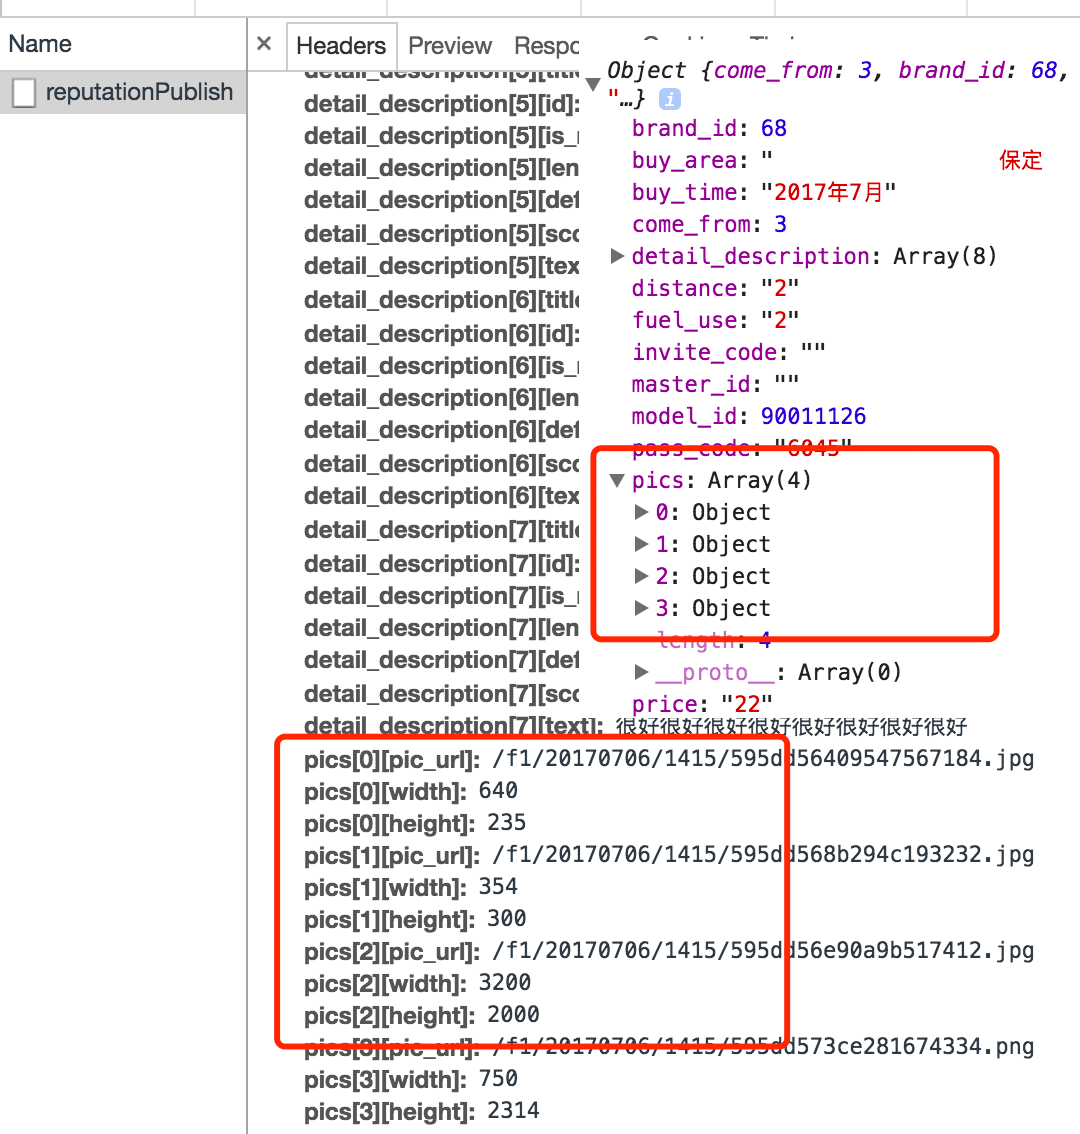 Name
reputationPublish
× Headers Preview Respo
detail_description[5][title
detail_description[5][id]:
detail_description[5][is_r
detail_description[5][len
detail_description[5][def
detail_description[5][sco
detail_description[5][tex
detail_description[6][title
detail_description[6][id]:
detail_description[6][is_r
detail_description[6][len
detail_description[6][def
detail_description[6][sco
detail_description[6][tex
detail_description[7][title
detail_description[7][id]:
detail_description[7][is_r
detail_description[7][len
detail_description[7][def
detail_description[7][sco
detail_description[7][text]: 很好很好很好很好很好很好很好很好
pics[0][pic_url]: /f1/20170706/1415/595dd56409547567184.jpg
pics[0][width]: 640
pics[0][height]: 235
pics[1][pic_url]: /f1/20170706/1415/595dd568b294c193232.jpg
pics[1][width]: 354
pics[1][height]: 300
pics[2][pic_url]: /f1/20170706/1415/595dd56e90a9b517412.jpg
pics[2][width]: 3200
pics[2][height]: 2000
pics[3][pic_url]: /f1/20170706/1415/595dd573ce281674334.png
pics[3][width]: 750
pics[3][height]: 2314
Object {come_from: 3, brand_id: 68,
"…} i
brand_id: 68
buy_area: " 保定
buy_time: "2017年7月"
come_from: 3
detail_description: Array(8)
distance: "2"
fuel_use: "2"
invite_code: ""
master_id: ""
model_id: 90011126
pass_code: "6045"
pics: Array(4)
0: Object
1: Object
2: Object
3: Object
length: 4
__proto__: Array(0)
price: "22"